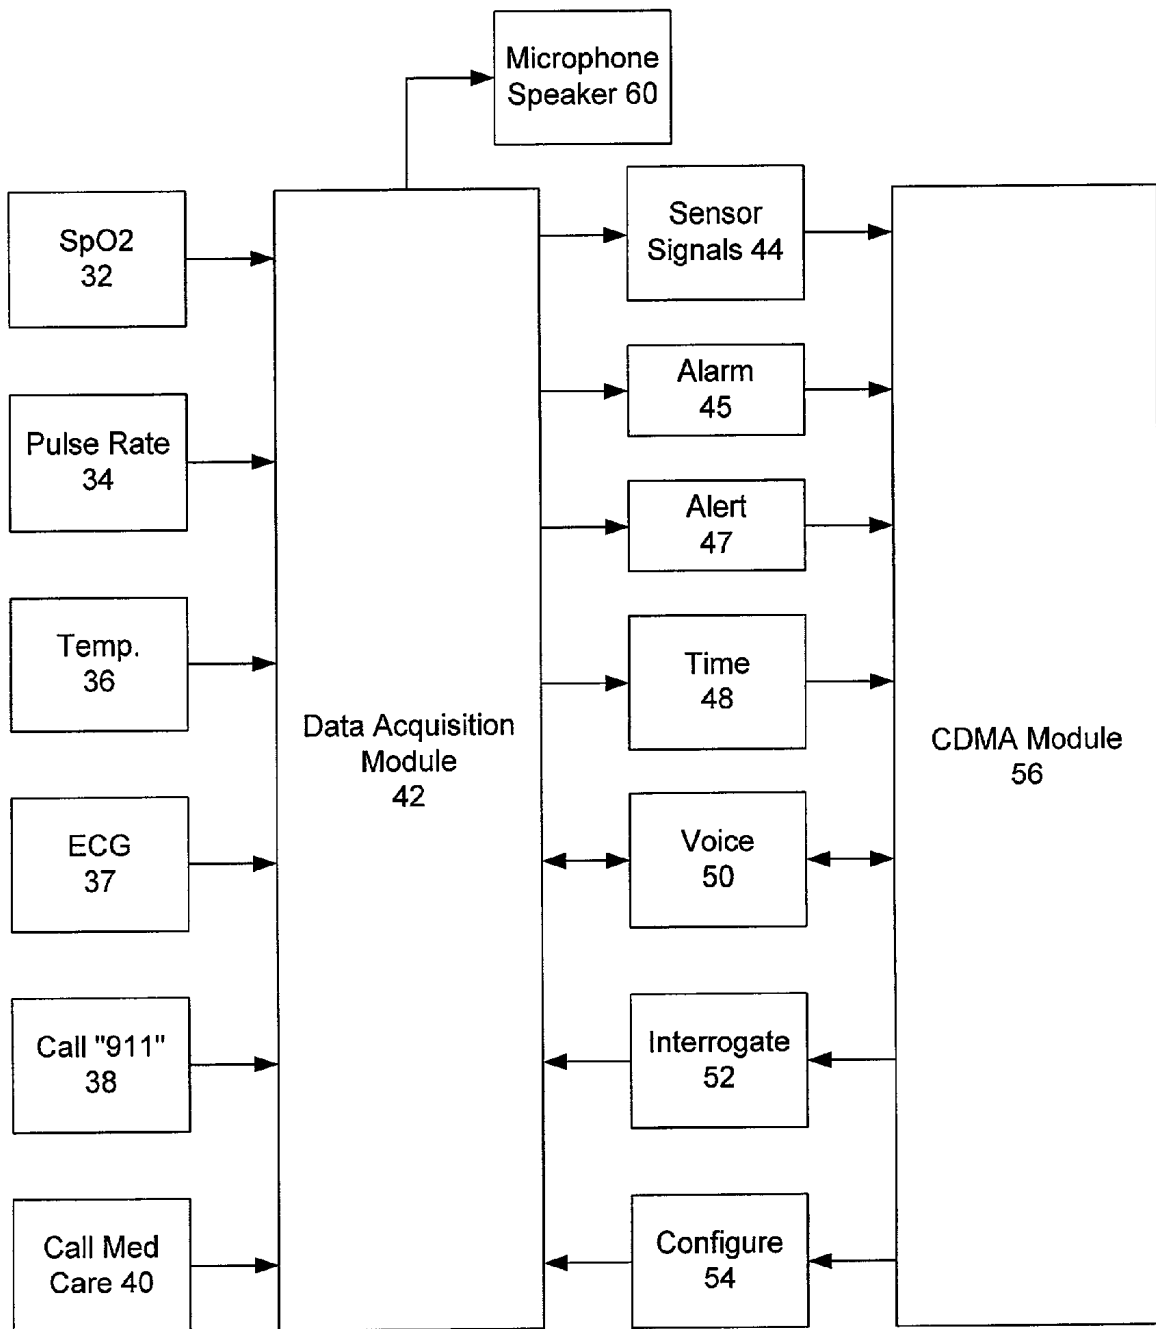 Microphone
Speaker 60
SpO2
32
Pulse Rate
34
Temp.
36
ECG
37
Call "911"
38
Call Med
Care 40
Data Acquisition
Module
42
Sensor
Signals 44
Alarm
45
Alert
47
Time
48
Voice
50
Interrogate
52
Configure
54
CDMA Module
56